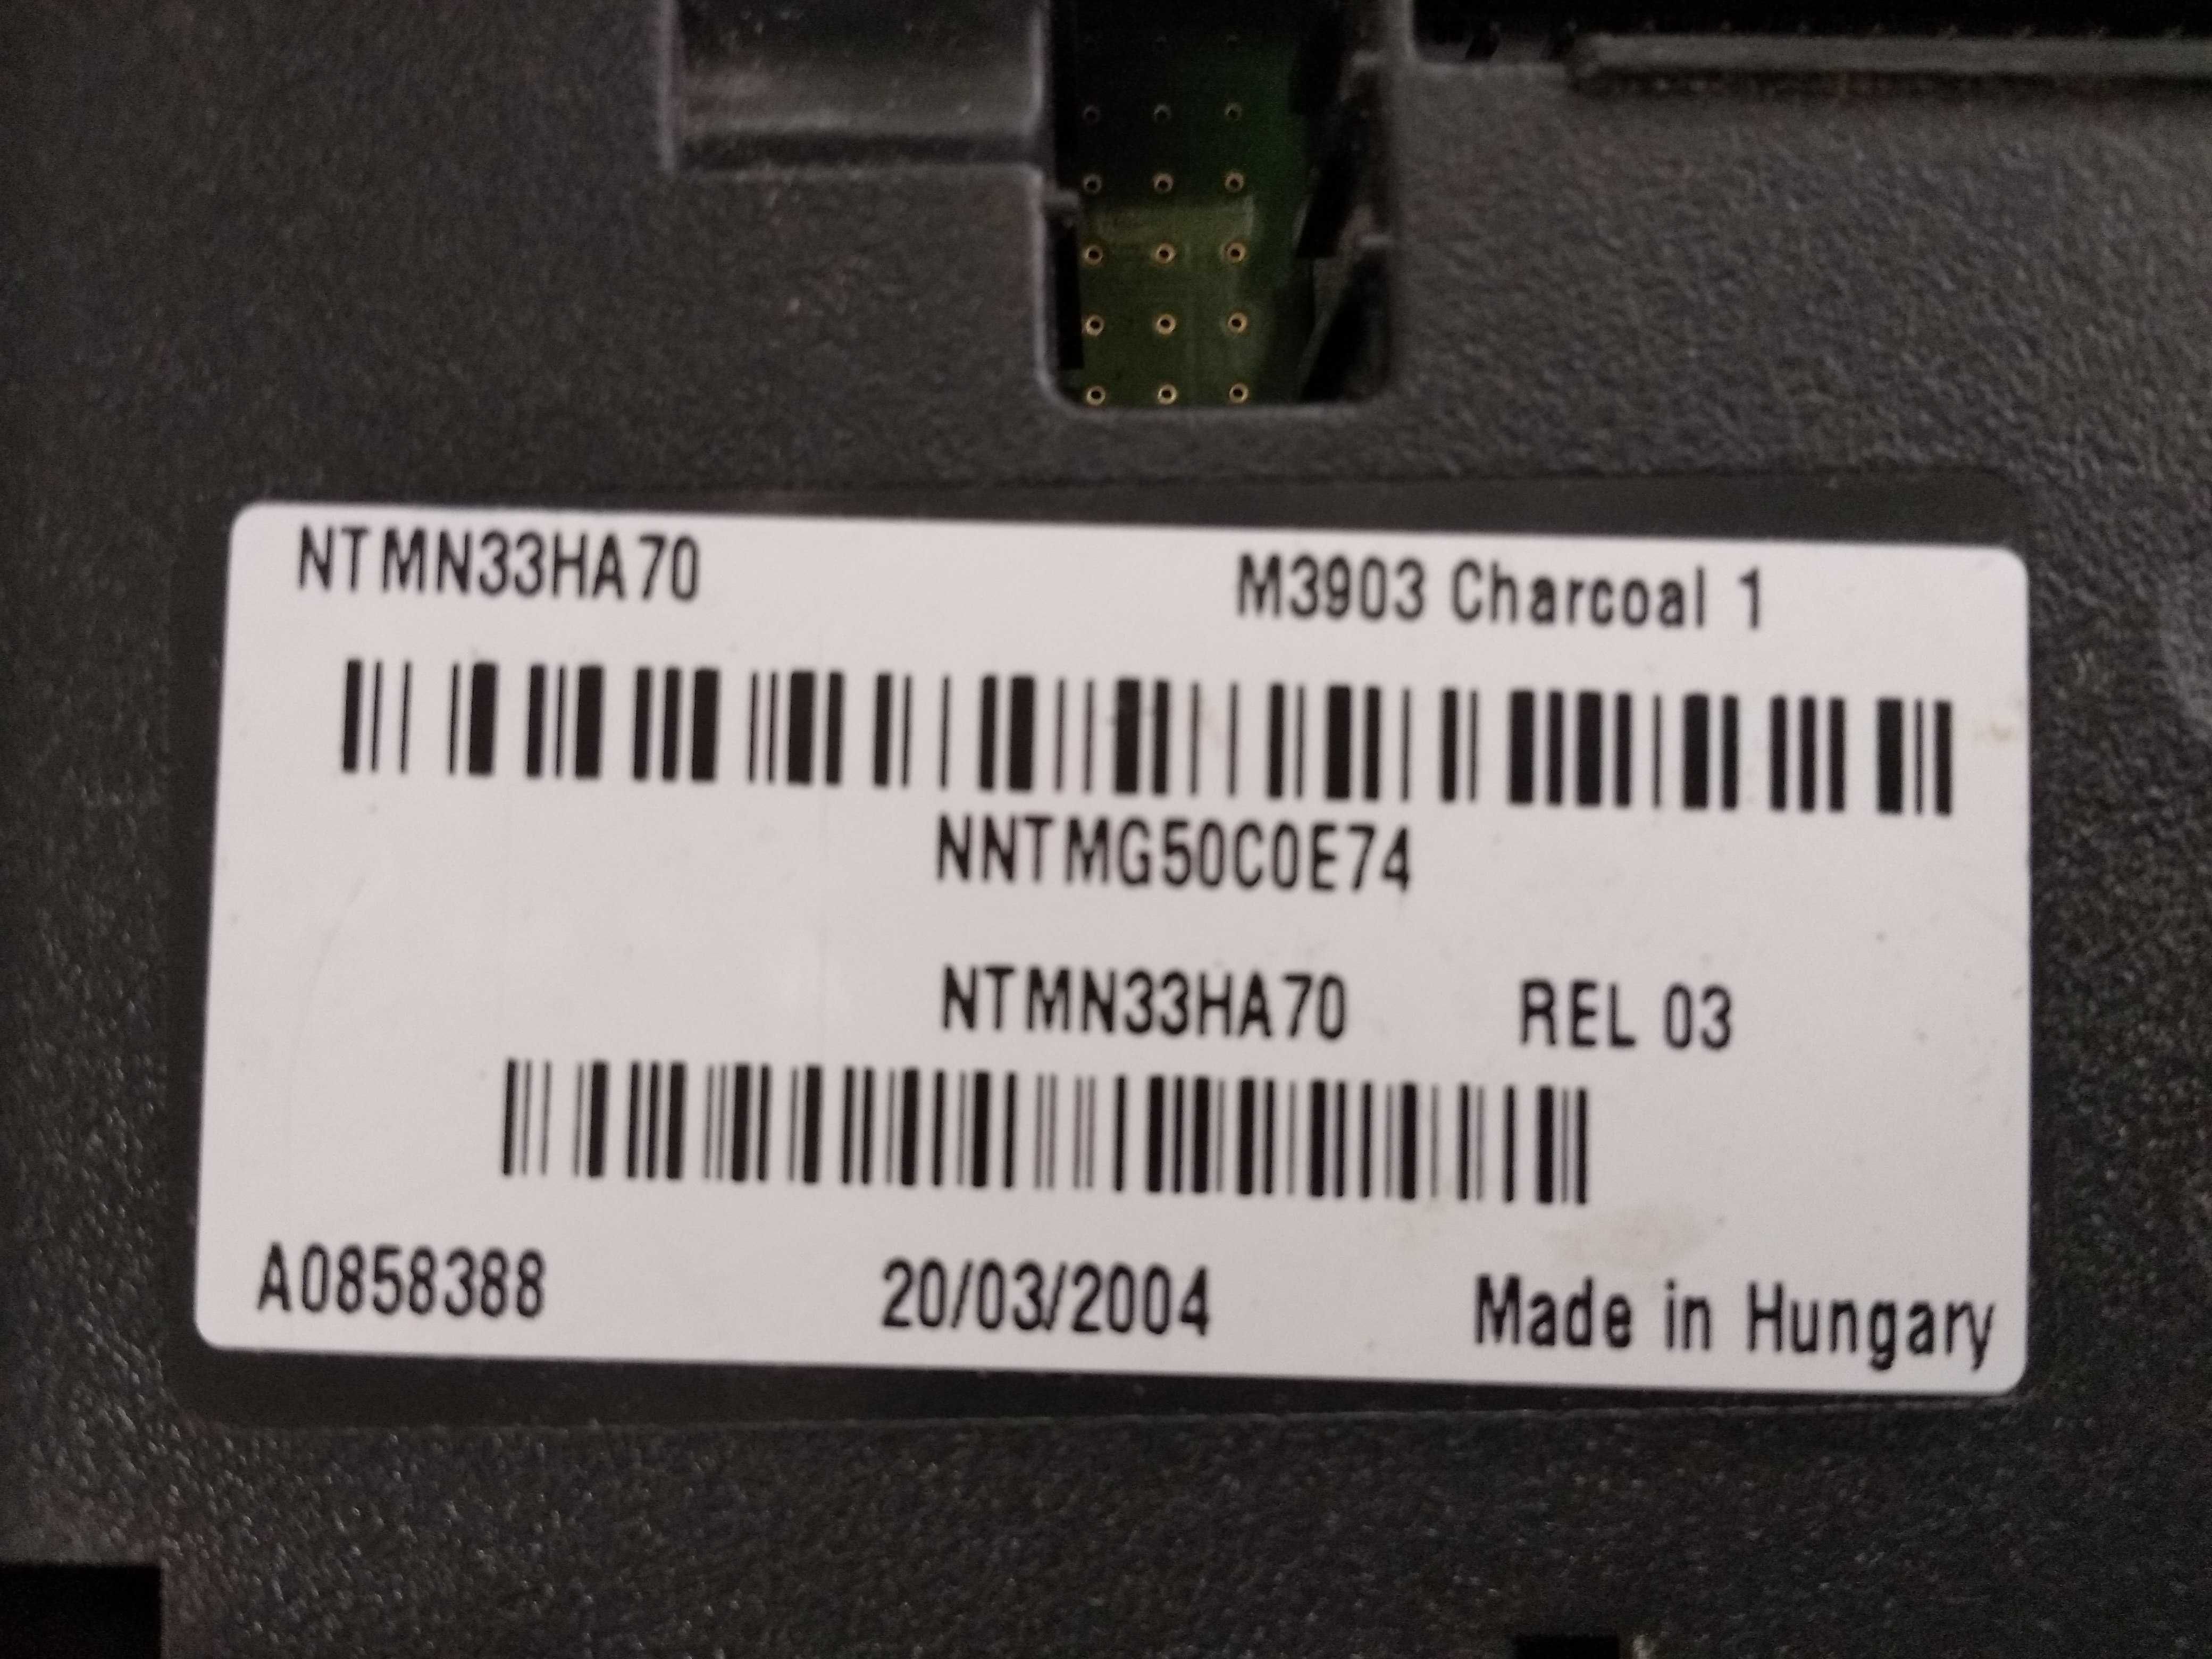 NTMN33HA70 M3903 Charcoal 1
NNTMG50C0E74
NTMN33HA70 REL 03
A0858388 20/03/2004 Made in Hungary